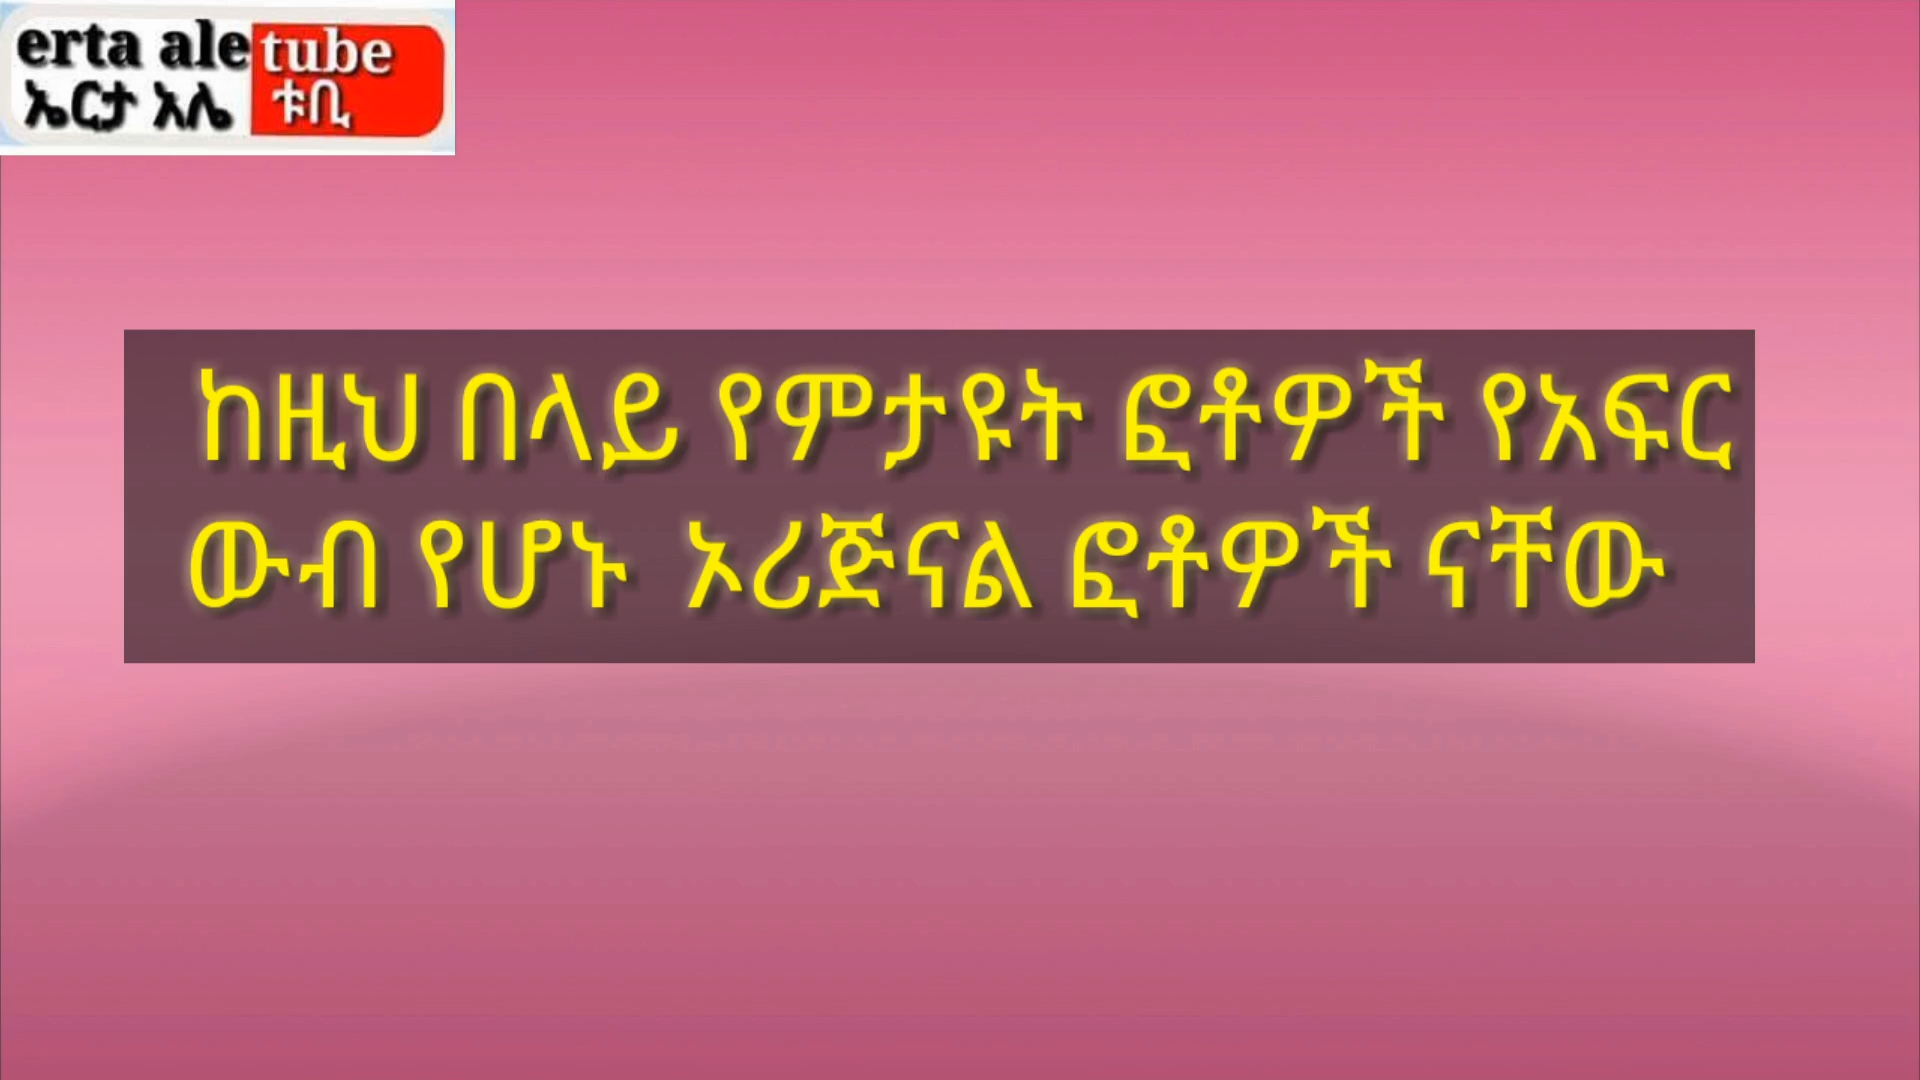 erta ale tube
ኤርታ አሌ ቱቢ
ከዚህ በላይ የምታዩት ፎቶዎች የአፍር
ውብ የሆኑ ኦሪጅናል ፎቶዎች ናቸው